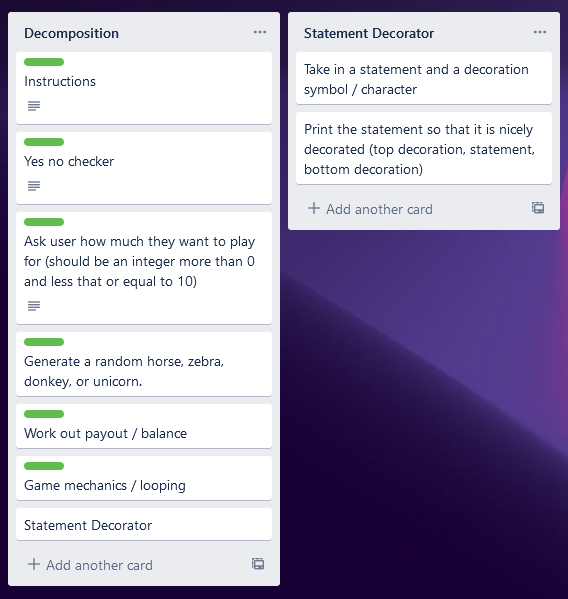 Decomposition
Instructions
Yes no checker
Ask user how much they want to play
for (should be an integer more than 0
and less that or equal to 10)
Generate a random horse, zebra,
donkey, or unicorn.
Work out payout / balance
Game mechanics / looping
Statement Decorator
Add another card
Statement Decorator
Take in a statement and a decoration
symbol / character
Print the statement so that it is nicely
decorated (top decoration, statement,
bottom decoration)
Add another card